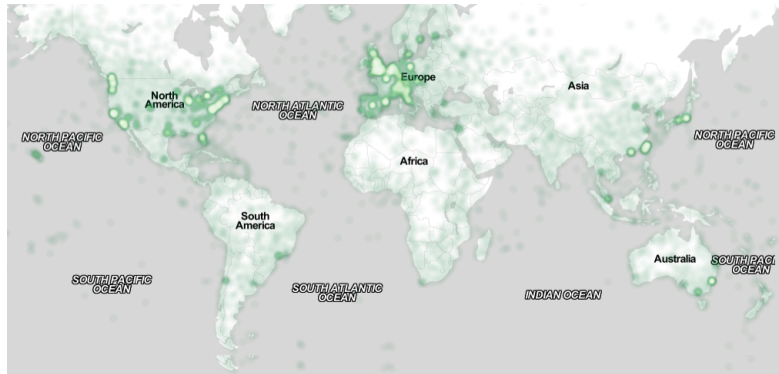 Europe
Asia
North
America
NORTH ATLANTIC
OCEAN
NORTH PACIFIC
OCEAN
NORTH PACIFIC
OCEAN
Africa
South
America
Australia
SOUTH PACI
OCEAN
SOUTH PACIFIC
OCEAN
SOUTH ATLANTIC
OCEAN
INDIAN OCEAN